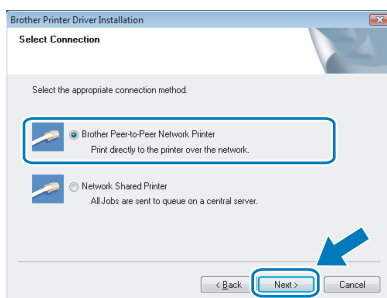 Brother Printer Driver Installation
Select Connection
Select the appropriate connection method.
Brother Peer-to-Peer Network Printer
Print directly to the printer over the network.
Network Shared Printer
All Jobs are sent to queue on a central server.
< Back
Next >
Cancel